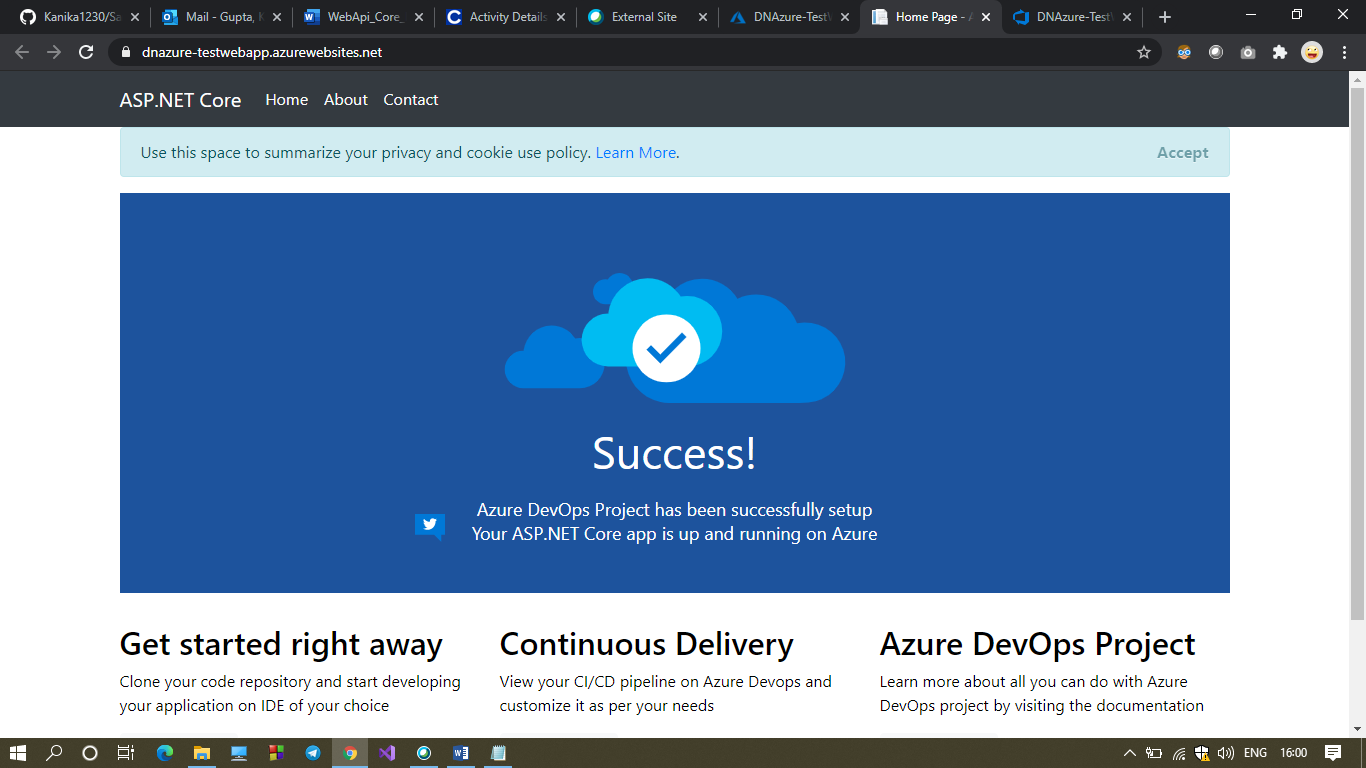 Kanika1230/Sa
Mail - Gupta, K
WebApi_Core_
Activity Details
External Site
DNAzure-TestW
Home Page - A
DNAzure-TestW
dnazure-testwebapp.azurewebsites.net
ASP.NET Core Home About Contact
Use this space to summarize your privacy and cookie use policy. Learn More. Accept
Success!
Azure DevOps Project has been successfully setup
Your ASP.NET Core app is up and running on Azure
Get started right away
Clone your code repository and start developing
your application on IDE of your choice
Continuous Delivery
View your CI/CD pipeline on Azure Devops and
customize it as per your needs
Azure DevOps Project
Learn more about all you can do with Azure
DevOps project by visiting the documentation
ENG 16:00